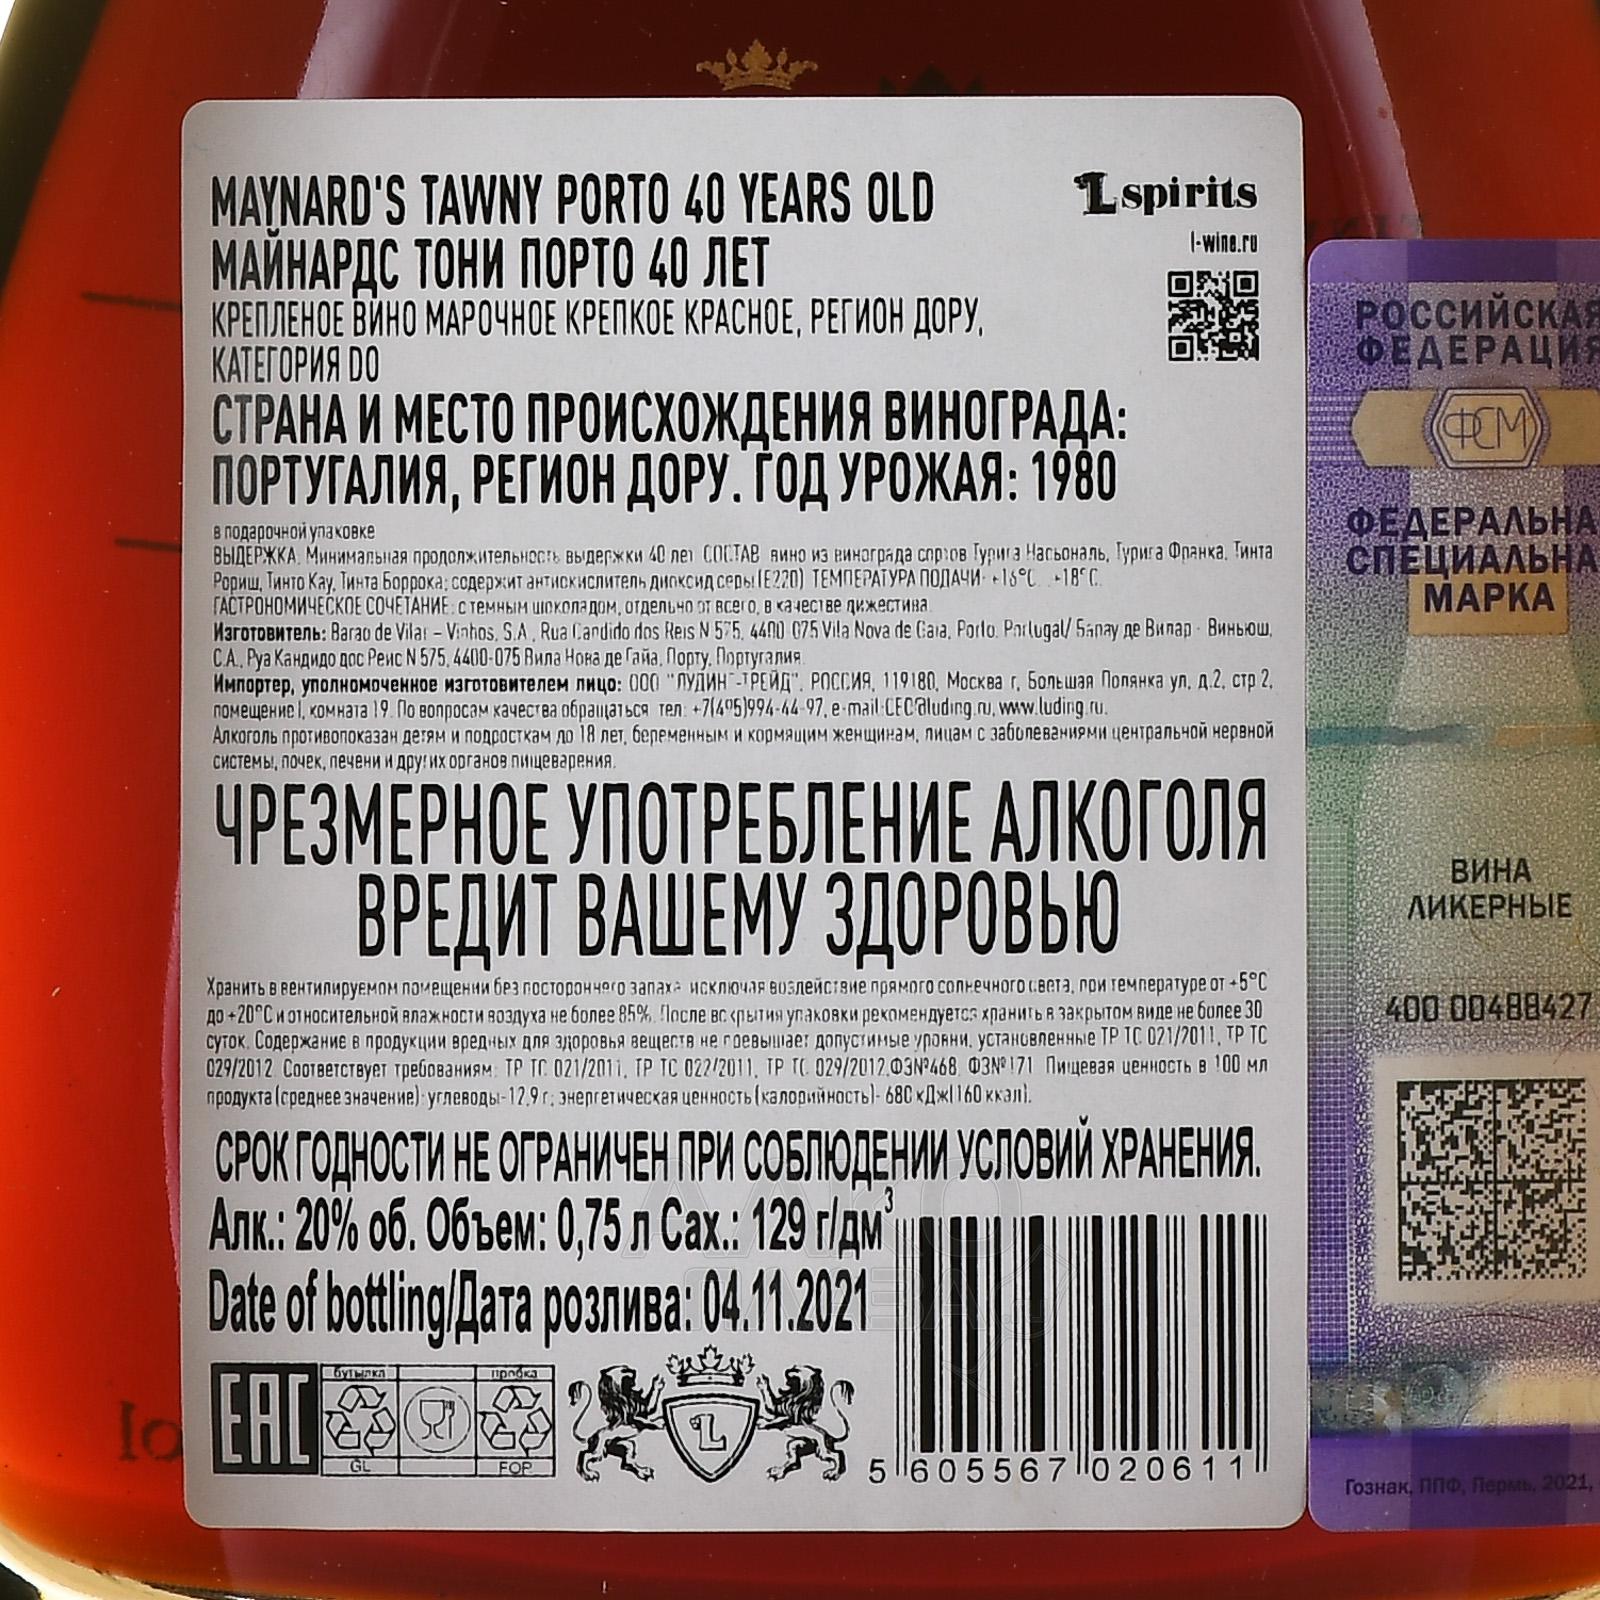 MAYNARD'S TAWNY PORTO 40 YEARS OLD
МАЙНАРДС ТОНИ ПОРТО 40 ЛЕТ
КРЕПЛЕНОЕ ВИНО МАРОЧНОЕ КРЕПКОЕ КРАСНОЕ, РЕГИОН ДОРУ,
КАТЕГОРИЯ DO
L spirits
l-wine.ru
СТРАНА И МЕСТО ПРОИСХОЖДЕНИЯ ВИНОГРАДА:
ПОРТУГАЛИЯ, РЕГИОН ДОРУ. ГОД УРОЖАЯ: 1980
в подарочной упаковке
ВЫДЕРЖКА. Минимальная продолжительность выдержки 40 лет. СОСТАВ: вино из винограда сортов Турига Насьональ, Турига Франка, Тинта
Рориш, Тинто Кау, Тинта Боррока; содержит антиокислитель диоксид серы (Е220). ТЕМПЕРАТУРА ПОДАЧИ: +16°С...+18°С.
ГАСТРОНОМИЧЕСКОЕ СОЧЕТАНИЕ: с темным шоколадом, отдельно от всего, в качестве дижестива.
Изготовитель: Barao de Vilar – Vinhos, S.A., Rua Candido dos Reis N 575, 4400-075 Vila Nova de Gaia, Porto, Portugal/ Барау де Вилар - Виньюш,
С.А., Руа Кандидо дос Реис N 575, 4400-075 Вила Нова де Гайа, Порту, Португалия.
Импортер, уполномоченное изготовителем лицо: ООО "ЛУДИНГ-ТРЕЙД", РОССИЯ, 119180, Москва г, Большая Полянка ул, д.2, стр 2,
помещение I, комната 19. По вопросам качества обращаться: тел.: +7(495)994-44-97, e-mail:CEC@luding.ru, www.luding.ru.
Алкоголь противопоказан детям и подросткам до 18 лет, беременным и кормящим женщинам, лицам с заболеваниями центральной нервной
системы, почек, печени и других органов пищеварения.
ЧРЕЗМЕРНОЕ УПОТРЕБЛЕНИЕ АЛКОГОЛЯ
ВРЕДИТ ВАШЕМУ ЗДОРОВЬЮ
Хранить в вентилируемом помещении без постороннего запаха, исключая воздействие прямого солнечного света, при температуре от +5°С
до +20°С и относительной влажности воздуха не более 85%. После вскрытия упаковки рекомендуется хранить в закрытом виде не более 30
суток. Содержание в продукции вредных для здоровья веществ не превышает допустимые уровни, установленные ТР ТС 021/2011, ТР ТС
029/2012. Соответствует требованиям: ТР ТС 021/2011, ТР ТС 022/2011, ТР ТС 029/2012,ФЗ№468, ФЗ№171. Пищевая ценность в 100 мл
продукта (среднее значение): углеводы- 12,9 г; энергетическая ценность (калорийность)- 680 кДж(160 ккал).
СРОК ГОДНОСТИ НЕ ОГРАНИЧЕН ПРИ СОБЛЮДЕНИИ УСЛОВИЙ ХРАНЕНИЯ.
Алк.: 20% об. Объем: 0,75 л Сах.: 129 г/дм³
Date of bottling/Дата розлива: 04.11.2021
EAC
бутылка
пробка
GL
FOR
L
5 605567 020611
РОССИЙСКАЯ
ФЕДЕРАЦИЯ
ФСМ
ФЕДЕРАЛЬНА
СПЕЦИАЛЬНА
МАРКА
ВИНА
ЛИКЕРНЫЕ
400 00488427
Гознак, ППФ, Пермь, 2021,